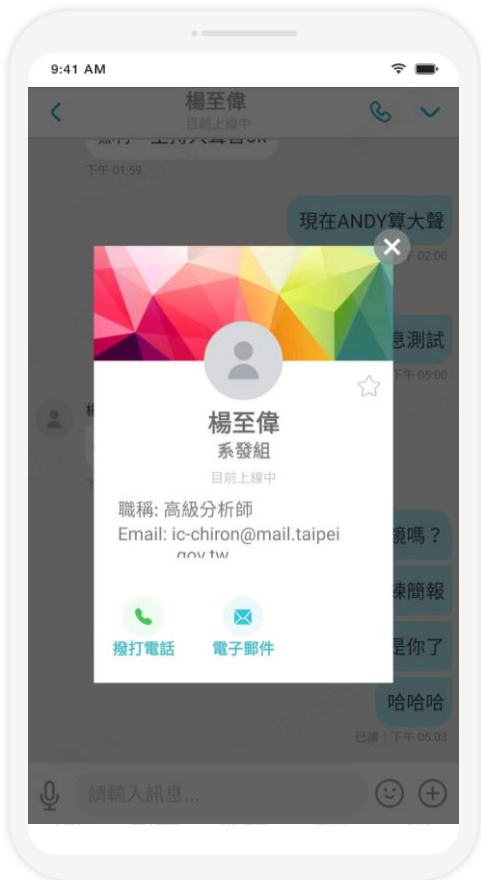 9:41 AM
楊至偉
目前上線中
下午 01:59
現在ANDY算大聲
下午 02:00
息測試
下午 05:00
楊至偉
系發組
目前上線中
職稱: 高級分析師
Email: ic-chiron@mail.taipei
gov.tw
撥打電話
電子郵件
鏡嗎？
簡報
是你了
哈哈哈
已讀｜下午 05:03
請輸入訊息...